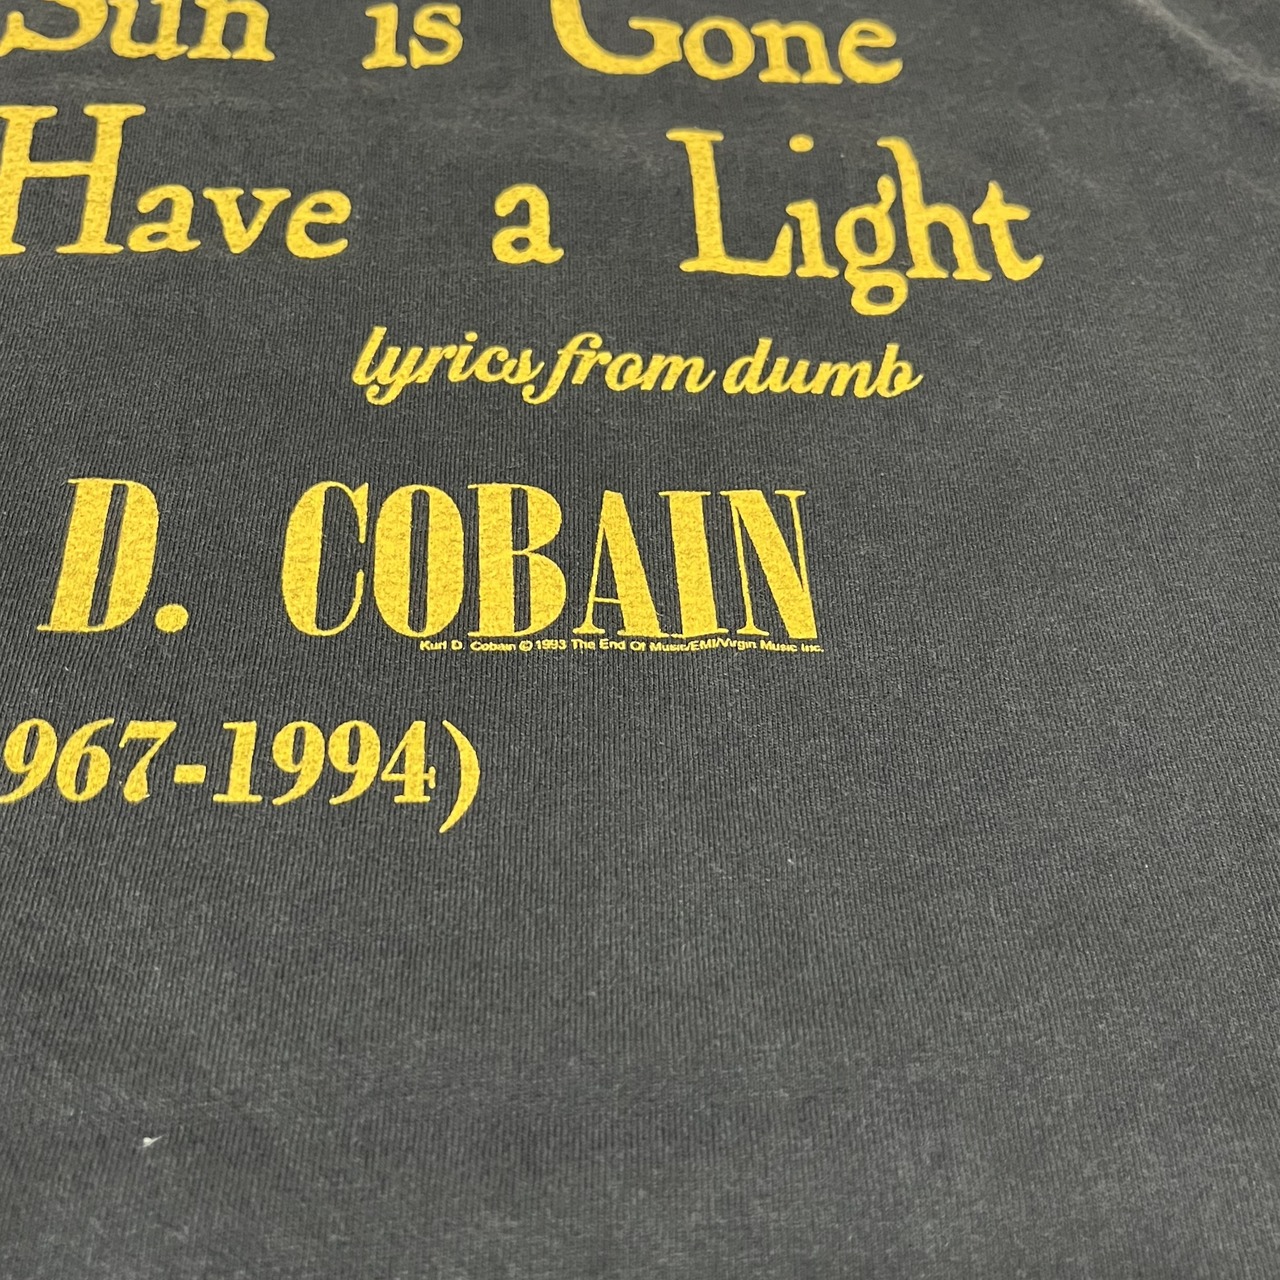 Sun is Gone
Have a Light
lyrics from dumb
D. COBAIN
Kurt D. Cobain © 1993 The End Of Music/EMI/Virgin Music Inc.
967-1994)